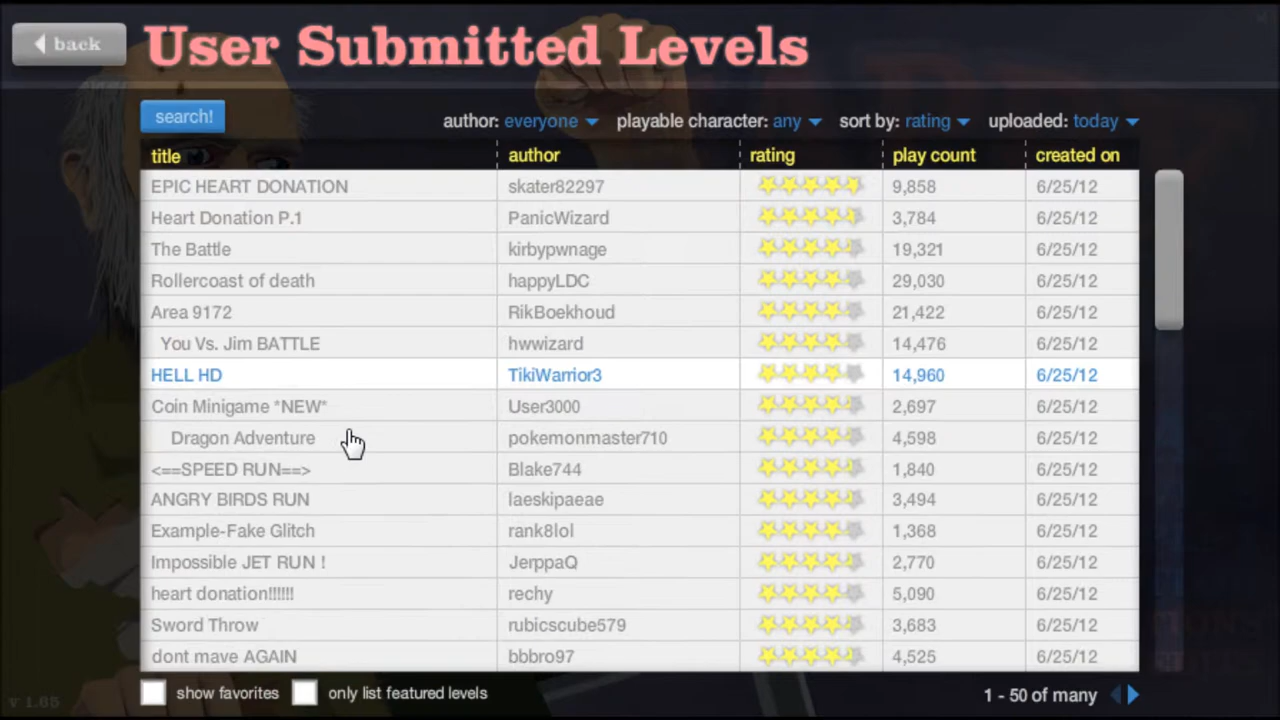 back
User Submitted Levels
search! author: everyone playable character: any sort by: rating uploaded: today
title author rating play count created on
EPIC HEART DONATION skater82297 9,858 6/25/12
Heart Donation P.1 PanicWizard 3,784 6/25/12
The Battle kirbypwnage 19,321 6/25/12
Rollercoast of death happyLDC 29,030 6/25/12
Area 9172 RikBoekhoud 21,422 6/25/12
You Vs. Jim BATTLE hwwizard 14,476 6/25/12
HELL HD TikiWarrior3 14,960 6/25/12
Coin Minigame *NEW* User3000 2,697 6/25/12
Dragon Adventure pokemonmaster710 4,598 6/25/12
<==SPEED RUN==> Blake744 1,840 6/25/12
ANGRY BIRDS RUN laeskipaeae 3,494 6/25/12
Example-Fake Glitch rank8lol 1,368 6/25/12
Impossible JET RUN ! JerppaQ 2,770 6/25/12
heart donation!!!!!! rechy 5,090 6/25/12
Sword Throw rubicscube579 3,683 6/25/12
dont mave AGAIN bbbro97 4,525 6/25/12
show favorites only list featured levels 1 - 50 of many
v 1.65